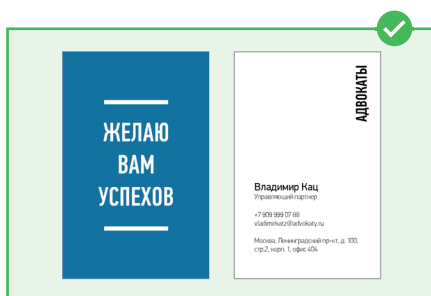 ЖЕЛАЮ
ВАМ
УСПЕХОВ
АДВОКАТЫ
Владимир Кац
Управляющий партнер
+7 909 999 07 88
vladimirkatz@advokaty.ru
Москва, Ленинградский пр-нт, д. 100,
стр.2, корп. 1, офис 404